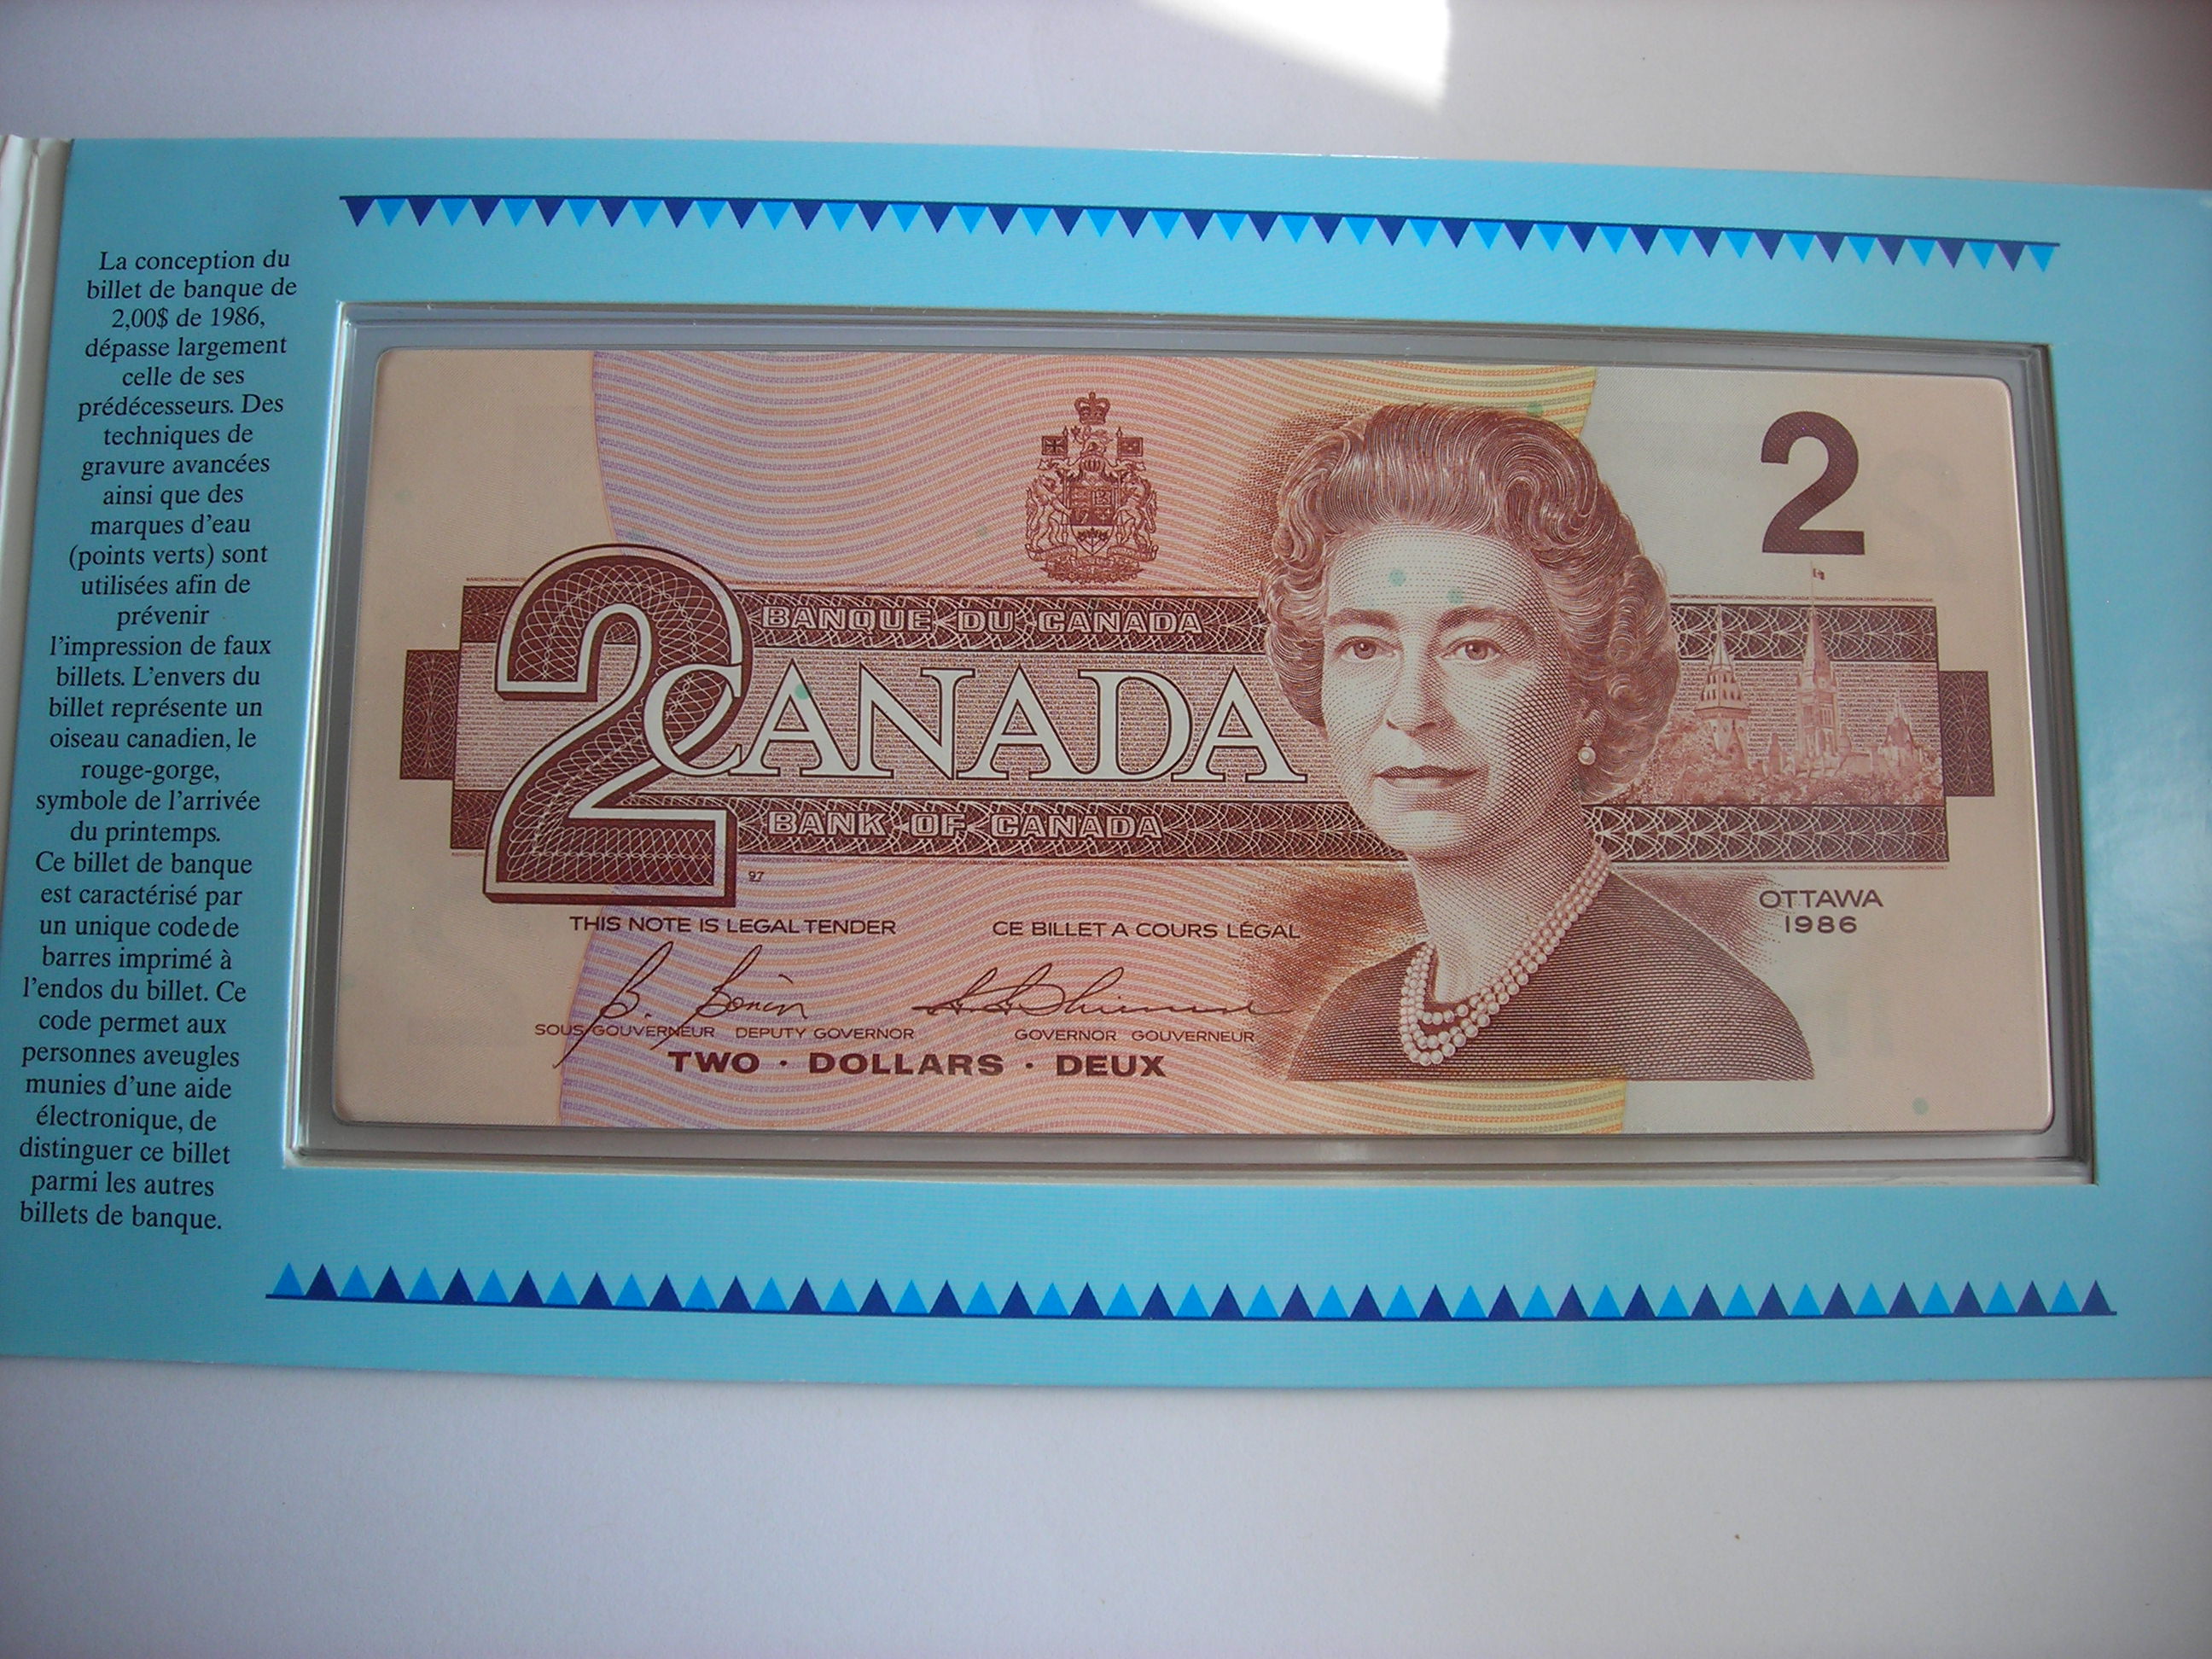 La conception du
billet de banque de
2,00$ de 1986,
dépasse largement
celle de ses
prédécesseurs. Des
techniques de
gravure avancées
ainsi que des
marques d'eau
(points verts) sont
utilisées afin de
prévenir
l'impression de faux
billets. L'envers du
billet représente un
oiseau canadien, le
rouge-gorge,
symbole de l'arrivée
du printemps.
Ce billet de banque
est caractérisé par
un unique code de
barres imprimé à
l'endos du billet. Ce
code permet aux
personnes aveugles
munies d'une aide
électronique, de
distinguer ce billet
parmi les autres
billets de banque.
2
2
BANQUE DU CANADA
CANADA
BANK OF CANADA
97
THIS NOTE IS LEGAL TENDER CE BILLET A COURS LÉGAL
OTTAWA
1986
B. Bonin
SOUS/GOUVERNEUR DEPUTY GOVERNOR GOVERNOR GOUVERNEUR
TWO · DOLLARS · DEUX